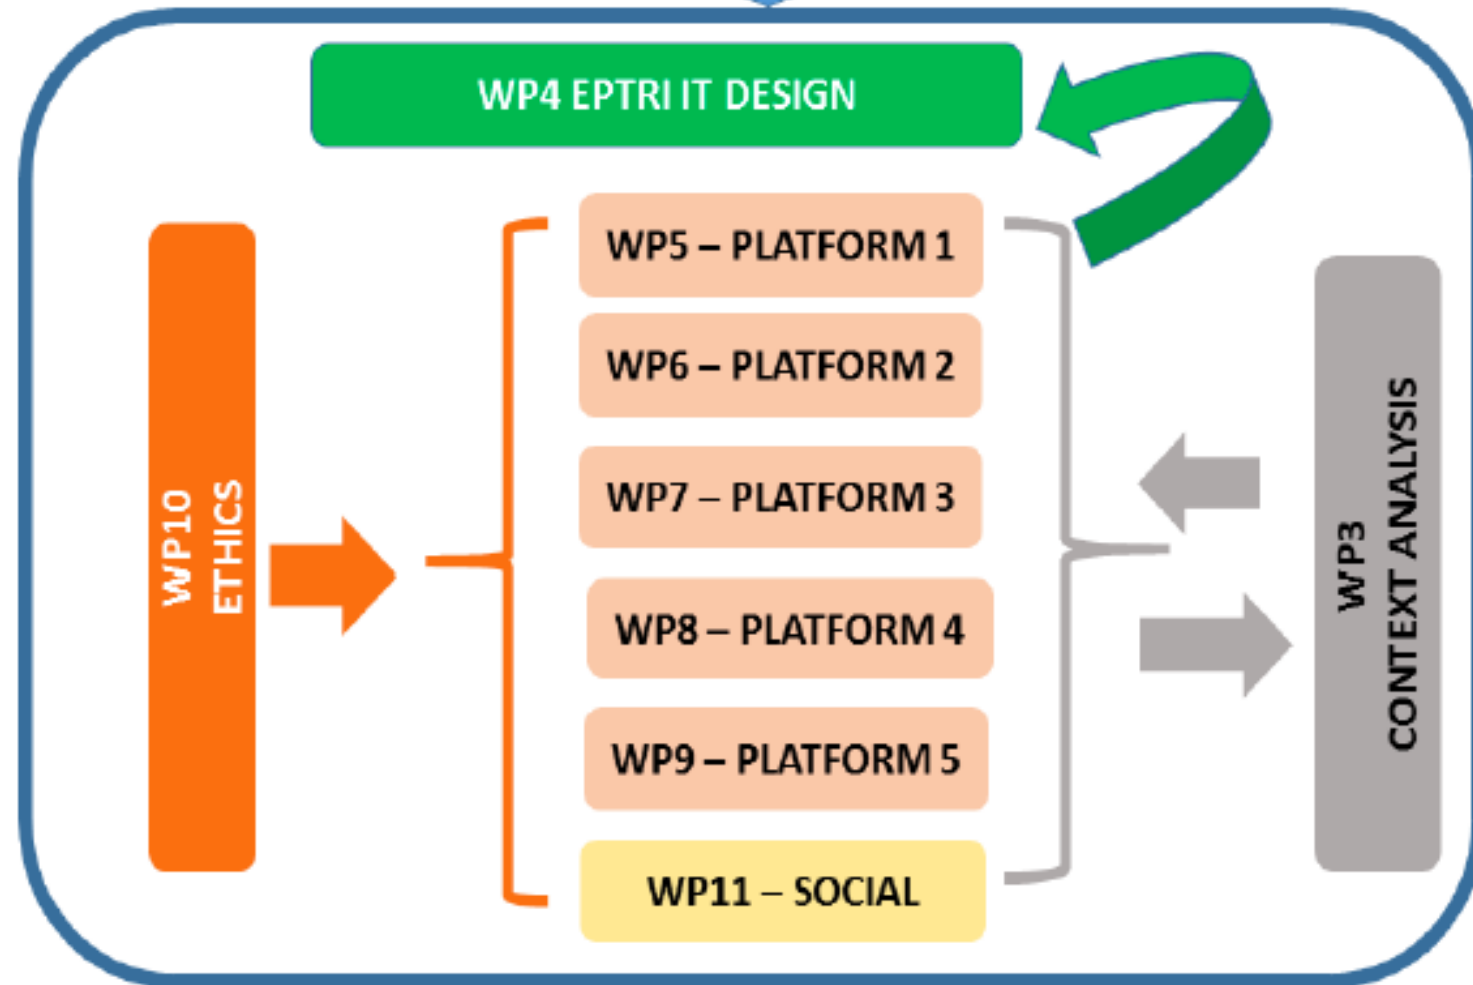 WP4 EPTRI IT DESIGN
WP10
ETHICS
WP5 – PLATFORM 1
WP6 – PLATFORM 2
WP7 – PLATFORM 3
WP8 – PLATFORM 4
WP9 – PLATFORM 5
WP11 – SOCIAL
WP3
CONTEXT ANALYSIS